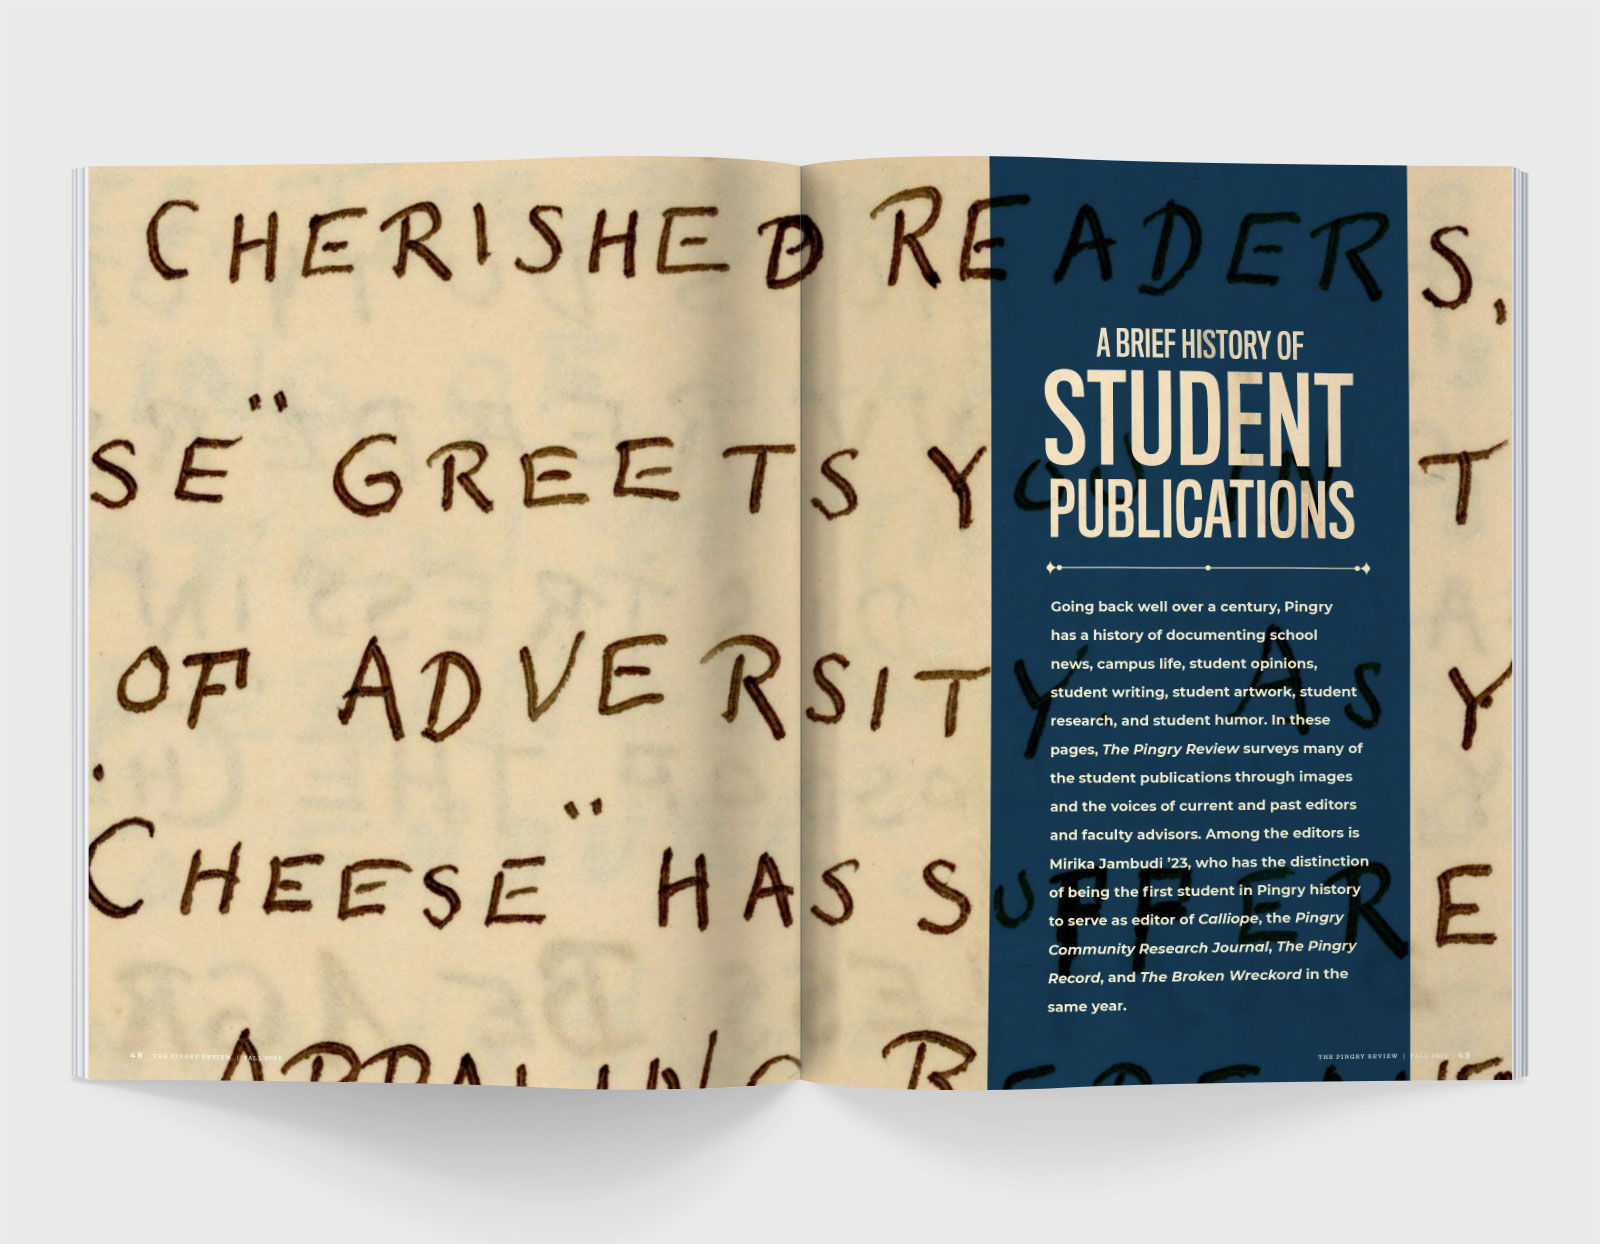 CHERISHED READERS,
SE" GREETS YOU IN T
OF ADVERSITY. AS Y
"CHEESE" HAS SUFFERE
A BRIEF HISTORY OF
STUDENT
PUBLICATIONS
Going back well over a century, Pingry
has a history of documenting school
news, campus life, student opinions,
student writing, student artwork, student
research, and student humor. In these
pages, The Pingry Review surveys many of
the student publications through images
and the voices of current and past editors
and faculty advisors. Among the editors is
Mirika Jambudi ’23, who has the distinction
of being the first student in Pingry history
to serve as editor of Calliope, the Pingry
Community Research Journal, The Pingry
Record, and The Broken Wreckord in the
same year.
48 THE PINGRY REVIEW | FALL 2022
THE PINGRY REVIEW | FALL 2022 49